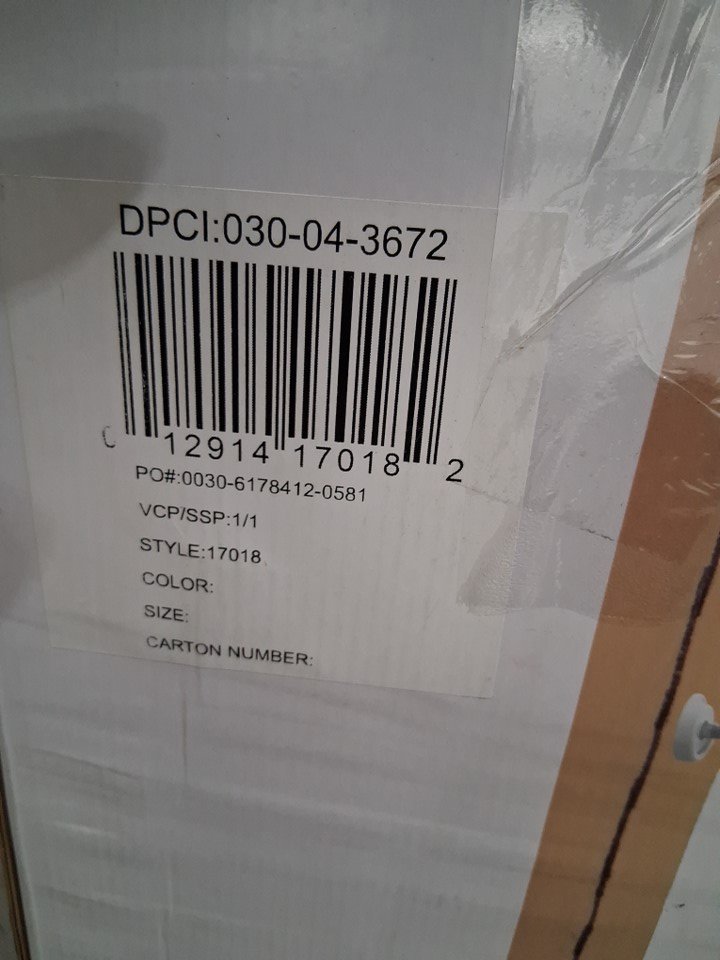 DPCI:030-04-3672
0 12914 17018 2
PO#:0030-6178412-0581
VCP/SSP:1/1
STYLE:17018
COLOR:
SIZE:
CARTON NUMBER: